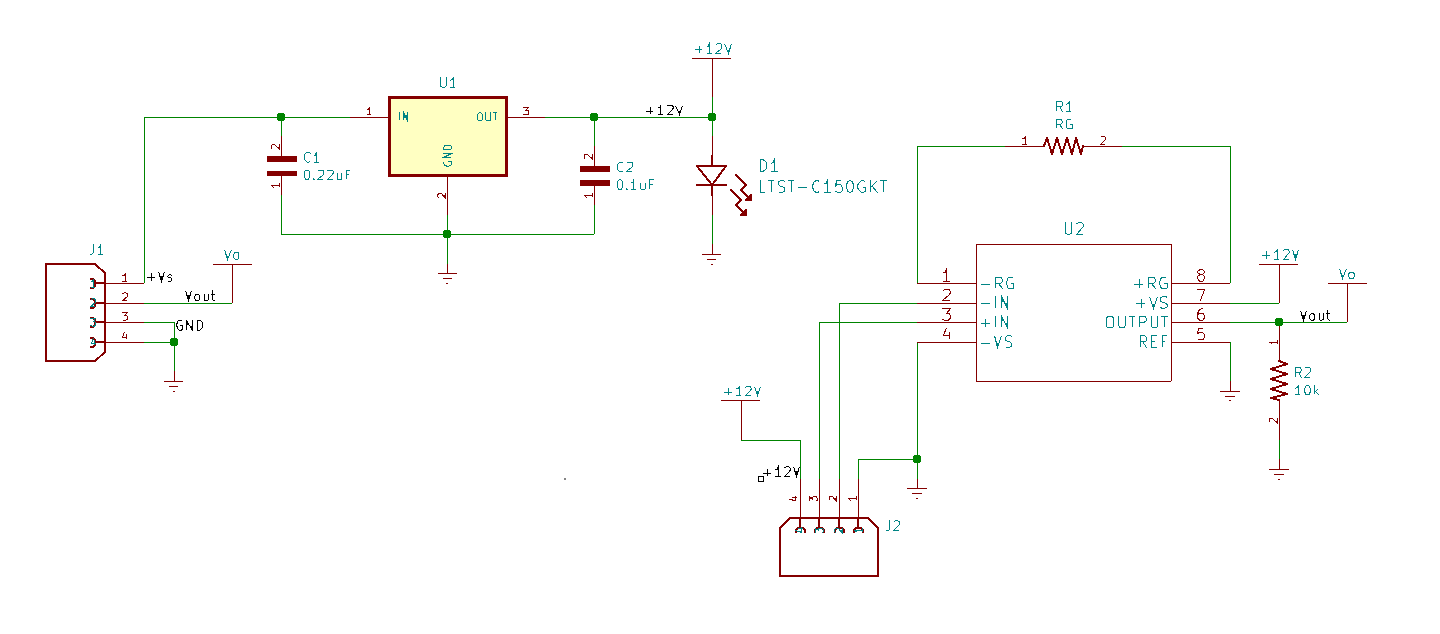 +12V
U1
1
IN
OUT
3
GND
2
+12V
2
C1
0.22uF
1
2
C2
0.1uF
1
D1
LTST-C150GKT
R1
RG
1
2
J1
1
+Vs
2
Vout
3
GND
4
Va
U2
1
-RG
2
-IN
3
+IN
4
-VS
+RG
8
+VS
7
OUTPUT
6
REF
5
+12V
Vo
Vout
1
R2
10k
2
+12V
+12V
4
3
2
1
J2